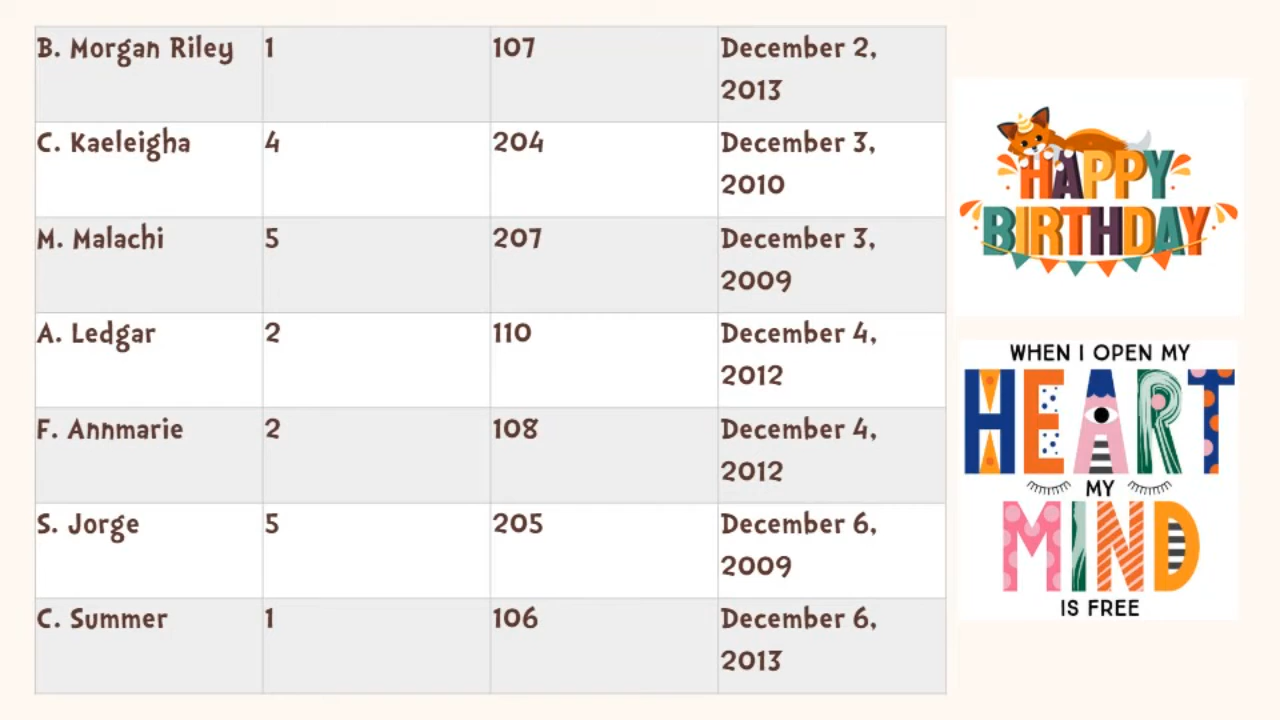 B. Morgan Riley 1 107 December 2,
2013
C. Kaeleigha 4 204 December 3,
2010
M. Malachi 5 207 December 3,
2009
A. Ledgar 2 110 December 4,
2012
F. Annmarie 2 108 December 4,
2012
S. Jorge 5 205 December 6,
2009
C. Summer 1 106 December 6,
2013
HAPPY
BIRTHDAY
WHEN I OPEN MY
HEART
MY
MIND
IS FREE